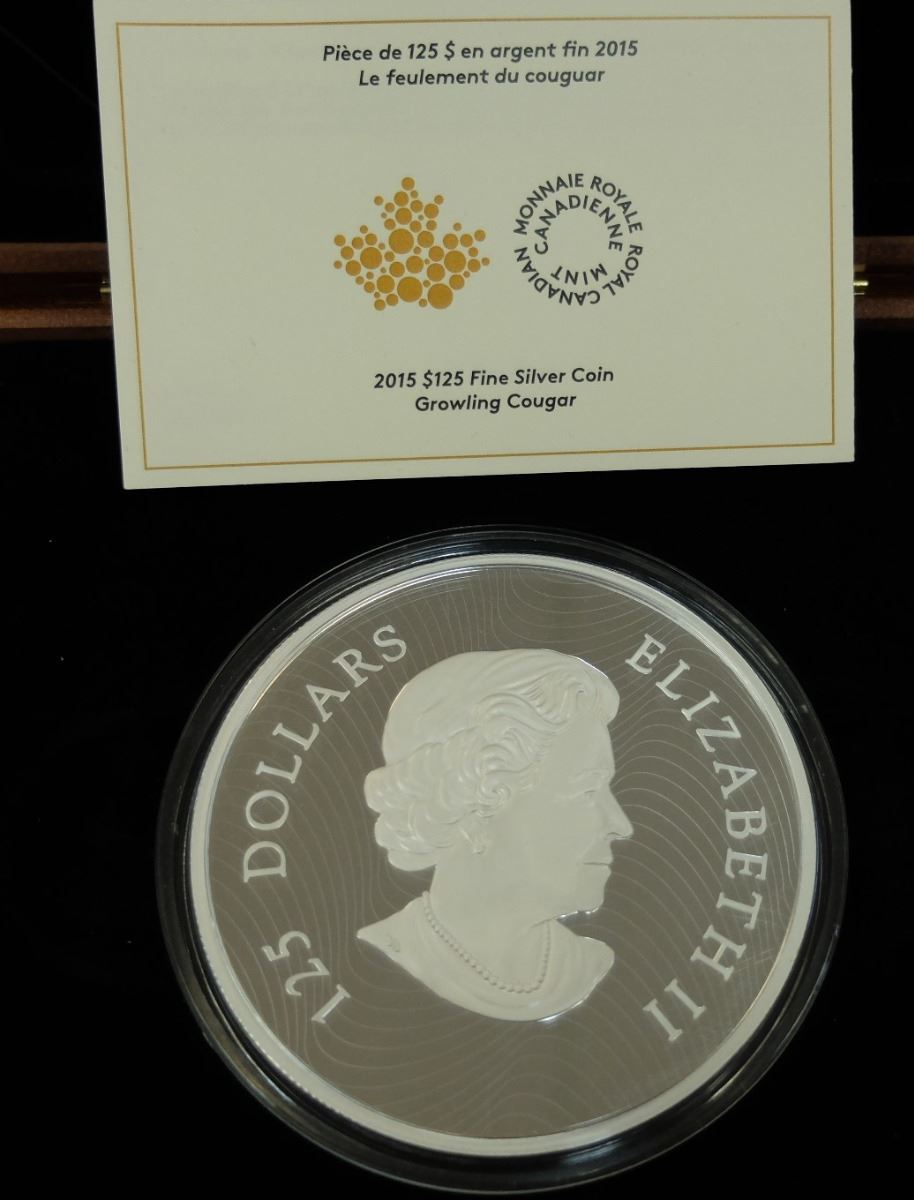 Pièce de 125 $ en argent fin 2015
Le feulement du couguar
MONNAIE ROYALE
CANADIENNE
ROYAL CANADIAN
MINT
2015 $125 Fine Silver Coin
Growling Cougar
125 DOLLARS
ELIZABETH II